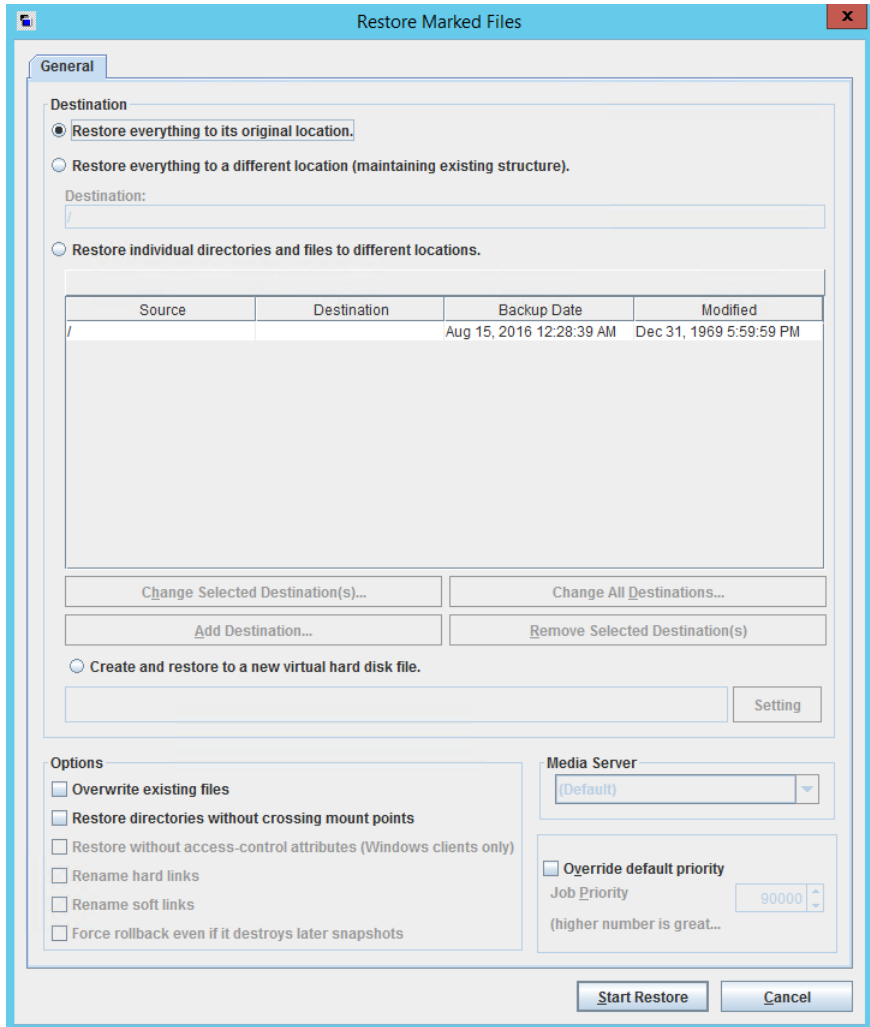 Restore Marked Files
x
General
Destination
Restore everything to its original location.
Restore everything to a different location (maintaining existing structure).
Destination:
/
Restore individual directories and files to different locations.
Source Destination Backup Date Modified
/ Aug 15, 2016 12:28:39 AM Dec 31, 1969 5:59:59 PM
Change Selected Destination(s)... Change All Destinations...
Add Destination... Remove Selected Destination(s)
Create and restore to a new virtual hard disk file.
Setting
Options
Overwrite existing files
Restore directories without crossing mount points
Restore without access-control attributes (Windows clients only)
Rename hard links
Rename soft links
Force rollback even if it destroys later snapshots
Media Server
(Default)
Override default priority
Job Priority 90000
(higher number is great...
Start Restore Cancel